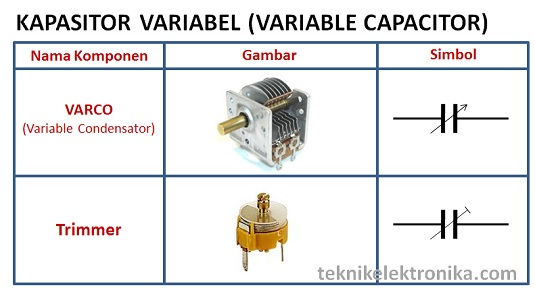 KAPASITOR VARIABEL (VARIABLE CAPACITOR)
Nama Komponen Gambar Simbol
VARCO
(Variable Condensator)
Trimmer
teknikelektronika.com